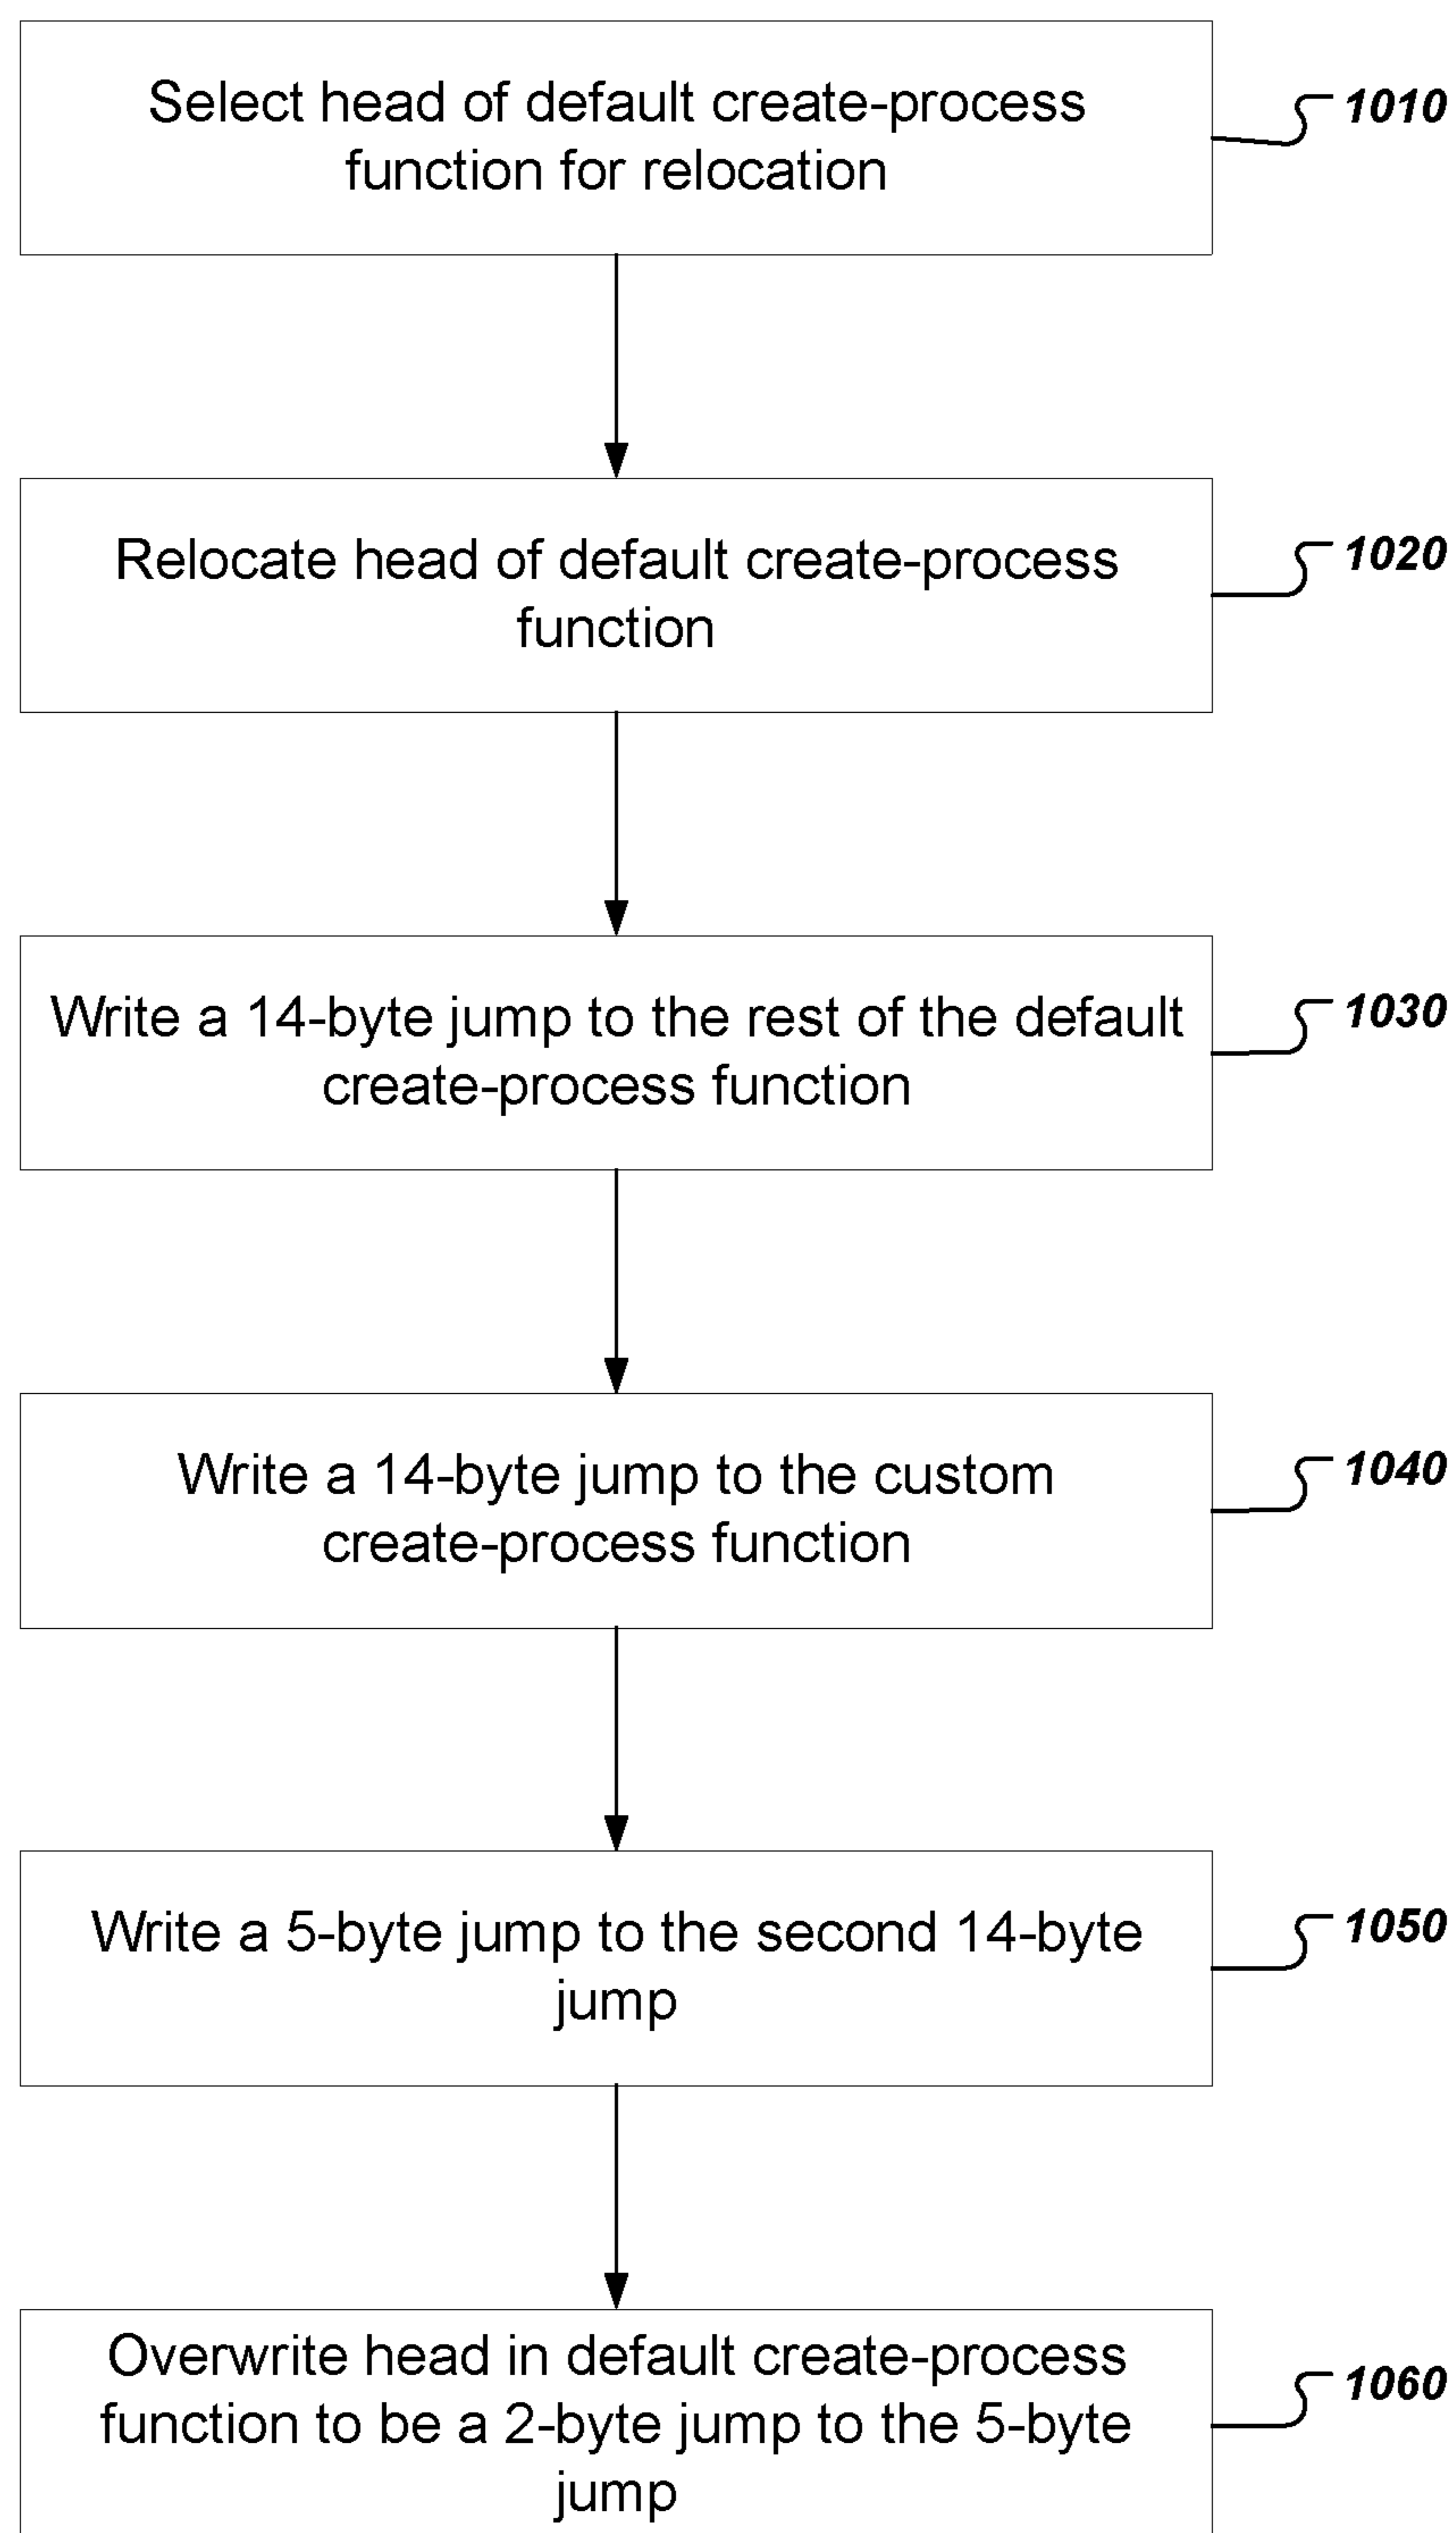 Select head of default create-process
function for relocation
1010
Relocate head of default create-process
function
1020
Write a 14-byte jump to the rest of the default
create-process function
1030
Write a 14-byte jump to the custom
create-process function
1040
Write a 5-byte jump to the second 14-byte
jump
1050
Overwrite head in default create-process
function to be a 2-byte jump to the 5-byte
jump
1060